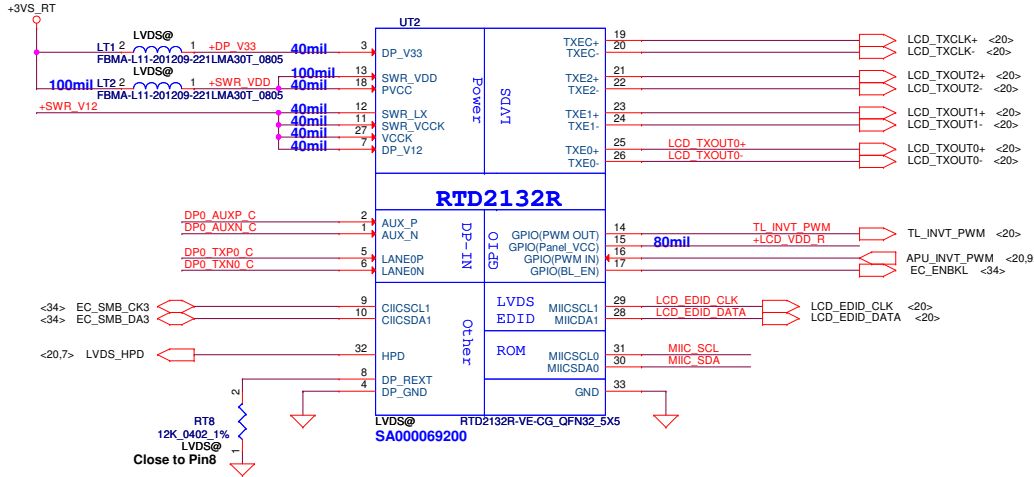 +3VS_RT
UT2
LVDS@
LT1 2 1 +DP_V33 40mil 3 DP_V33
FBMA-L11-201209-221LMA30T_0805
LVDS@
100mil LT2 2 1 +SWR_VDD
FBMA-L11-201209-221LMA30T_0805
100mil 13 SWR_VDD
40mil 18 PVCC
+SWR_V12
40mil 12 SWR_LX
40mil 11 SWR_VCCK
40mil 27 VCCK
40mil 7 DP_V12
Power
LVDS
TXEC+ 19 LCD_TXCLK+ <20>
TXEC- 20 LCD_TXCLK- <20>
TXE2+ 21 LCD_TXOUT2+ <20>
TXE2- 22 LCD_TXOUT2- <20>
TXE1+ 23 LCD_TXOUT1+ <20>
TXE1- 24 LCD_TXOUT1- <20>
TXE0+ 25 LCD_TXOUT0+ LCD_TXOUT0+ <20>
TXE0- 26 LCD_TXOUT0- LCD_TXOUT0- <20>
RTD2132R
DP0_AUXP_C 2 AUX_P
DP0_AUXN_C 1 AUX_N
DP0_TXP0_C 5 LANE0P
DP0_TXN0_C 6 LANE0N
DP-IN
GPIO
GPIO(PWM OUT) 14 TL_INVT_PWM TL_INVT_PWM <20>
GPIO(Panel_VCC) 15 80mil +LCD_VDD_R
GPIO(PWM IN) 16 APU_INVT_PWM <20,9
GPIO(BL_EN) 17 EC_ENBKL <34>
<34> EC_SMB_CK3 9 CIICSCL1
<34> EC_SMB_DA3 10 CIICSDA1
Other
LVDS
EDID
MIICSCL1 29 LCD_EDID_CLK LCD_EDID_CLK <20>
MIICDA1 28 LCD_EDID_DATA LCD_EDID_DATA <20>
<20,7> LVDS_HPD 32 HPD
ROM
MIICSCL0 31 MIIC_SCL
MIICSDA0 30 MIIC_SDA
8 DP_REXT
4 DP_GND
GND 33
2
RT8
12K_0402_1%
LVDS@
1
Close to Pin8
LVDS@ RTD2132R-VE-CG_QFN32_5X5
SA000069200